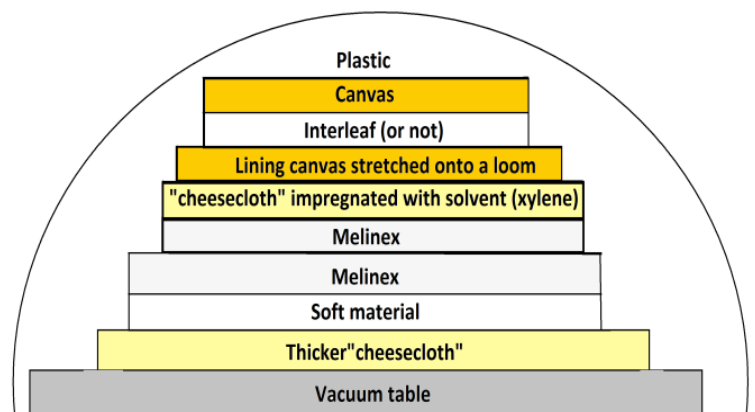 Plastic
Canvas
Interleaf (or not)
Lining canvas stretched onto a loom
"cheesecloth" impregnated with solvent (xylene)
Melinex
Melinex
Soft material
Thicker"cheesecloth"
Vacuum table